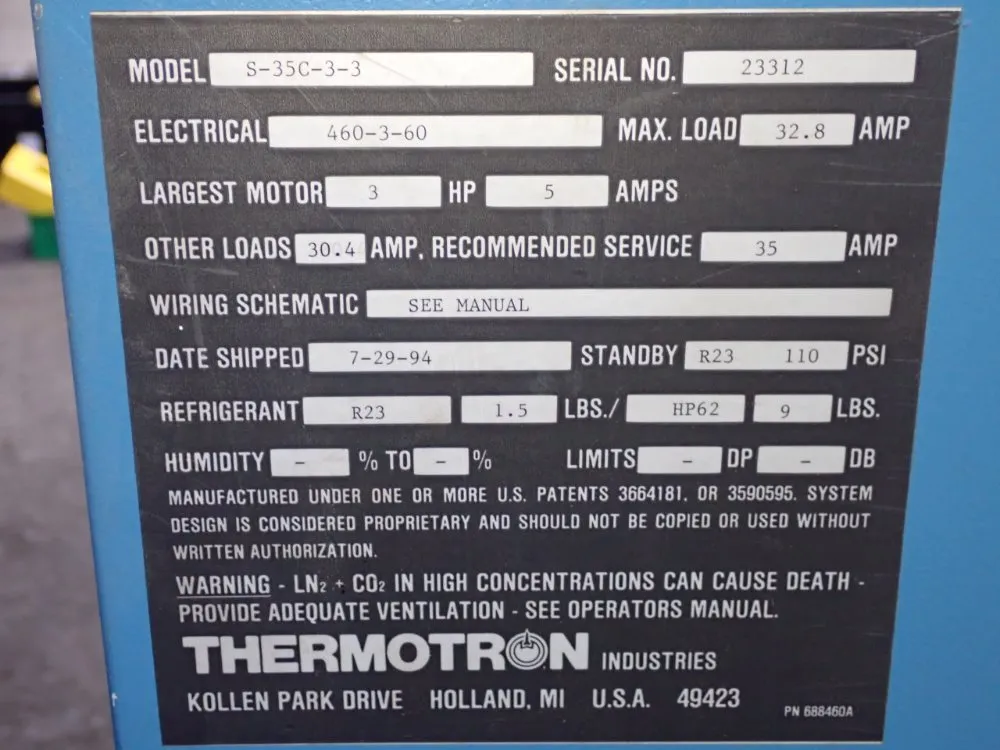 MODEL S-35C-3-3 SERIAL NO. 23312
ELECTRICAL 460-3-60 MAX. LOAD 32.8 AMP
LARGEST MOTOR 3 HP 5 AMPS
OTHER LOADS 30.4 AMP, RECOMMENDED SERVICE 35 AMP
WIRING SCHEMATIC SEE MANUAL
DATE SHIPPED 7-29-94 STANDBY R23 110 PSI
REFRIGERANT R23 1.5 LBS./ HP62 9 LBS.
HUMIDITY - % TO - % LIMITS - DP - DB
MANUFACTURED UNDER ONE OR MORE U.S. PATENTS 3664181, OR 3590595. SYSTEM
DESIGN IS CONSIDERED PROPRIETARY AND SHOULD NOT BE COPIED OR USED WITHOUT
WRITTEN AUTHORIZATION.
WARNING - LN₂ + CO₂ IN HIGH CONCENTRATIONS CAN CAUSE DEATH -
PROVIDE ADEQUATE VENTILATION - SEE OPERATORS MANUAL.
THERMOTRON INDUSTRIES
KOLLEN PARK DRIVE HOLLAND, MI U.S.A. 49423
PN 688460A